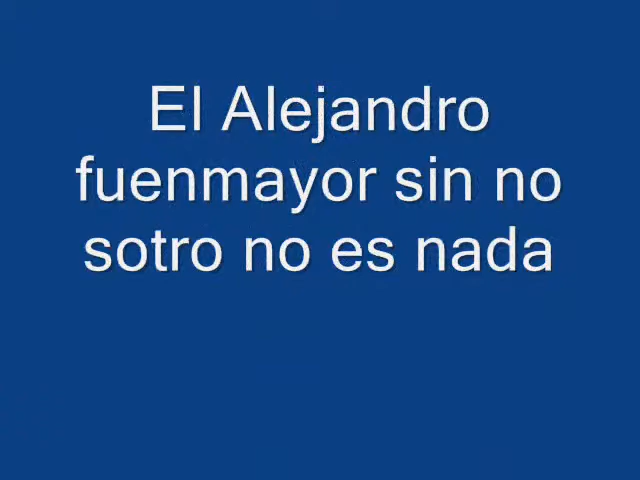 El Alejandro
fuenmayor sin no
sotro no es nada